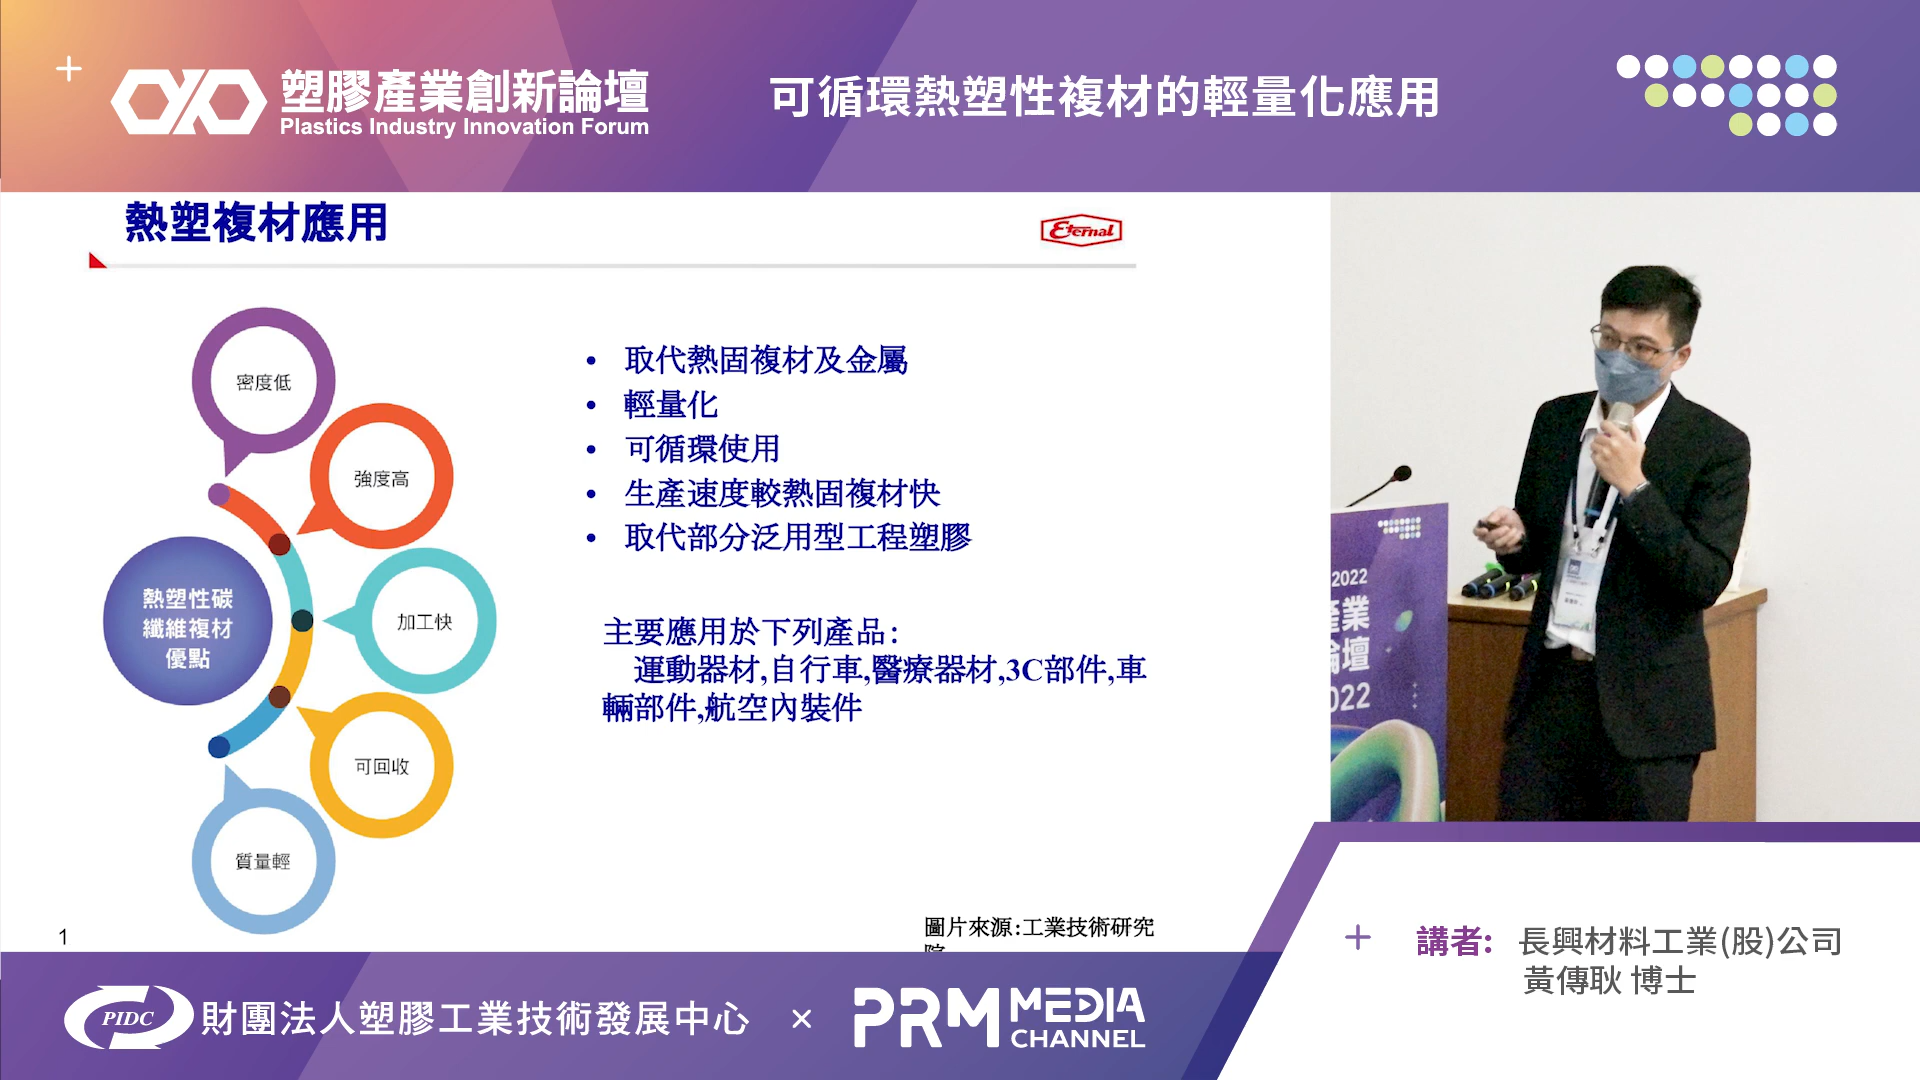 塑膠產業創新論壇
Plastics Industry Innovation Forum
可循環熱塑性複材的輕量化應用
熱塑複材應用
Eternal
密度低
強度高
加工快
可回收
質量輕
熱塑性碳
纖維複材
優點
• 取代熱固複材及金屬
• 輕量化
• 可循環使用
• 生產速度較熱固複材快
• 取代部分泛用型工程塑膠
主要應用於下列產品:
運動器材,自行車,醫療器材,3C部件,車
輛部件,航空內裝件
圖片來源:工業技術研究
院
1
2022
產業
論壇
2022
講者: 長興材料工業(股)公司
黃傳耿 博士
PIDC 財團法人塑膠工業技術發展中心 × PRM MEDIA CHANNEL